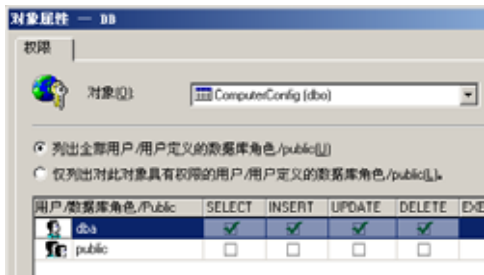 对象属性 — DB
权限
对象(O): ComputerConfig (dbo)
列出全部用户/用户定义的数据库角色/public(U)
仅列出对此对象具有权限的用户/用户定义的数据库角色/public(L)。
用户/数据库角色/Public SELECT INSERT UPDATE DELETE EXE
dba
public